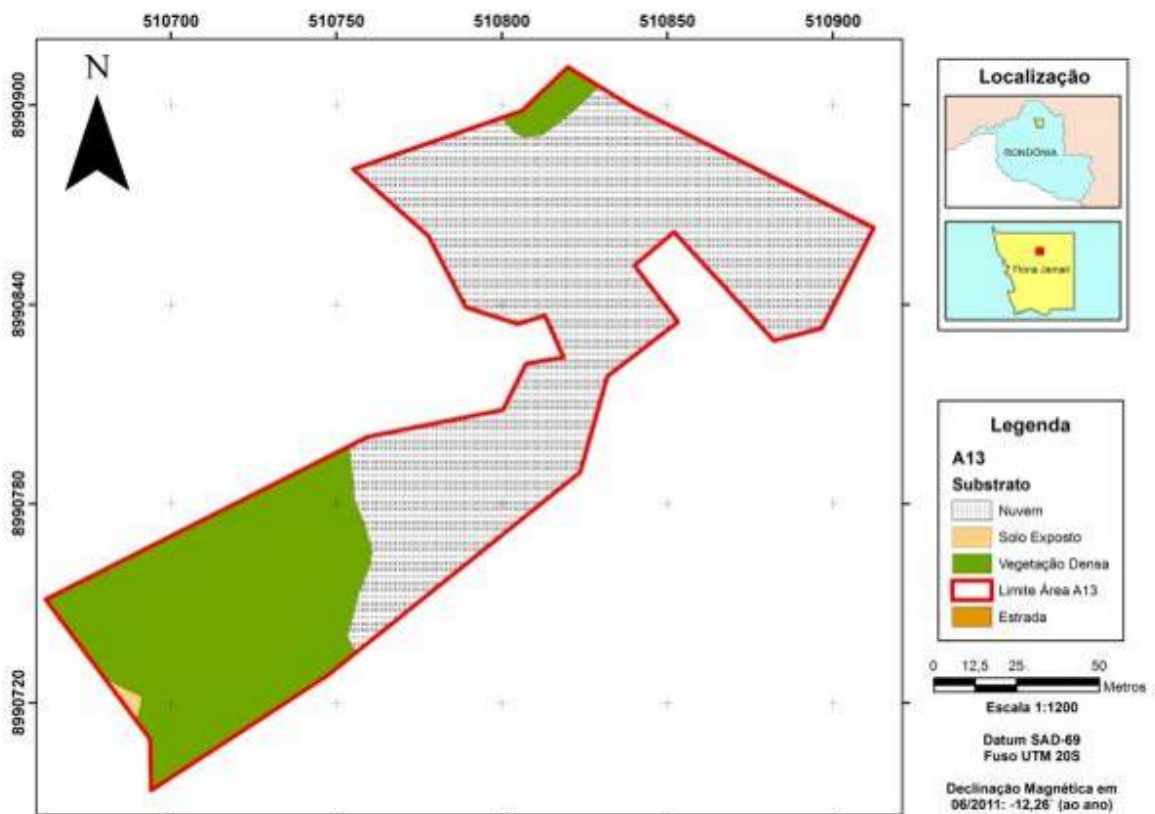 510700 510750 510800 510850 510900
N
8990900
8990840
8990780
8990720
Localização
RONDÔNIA
Flona Jamari
Legenda
A13
Substrato
Nuvem
Solo Exposto
Vegetação Densa
Limite Área A13
Estrada
0 12,5 25 50
Metros
Escala 1:1200
Datum SAD-69
Fuso UTM 20S
Declinação Magnética em
06/2011: -12,26´ (ao ano)